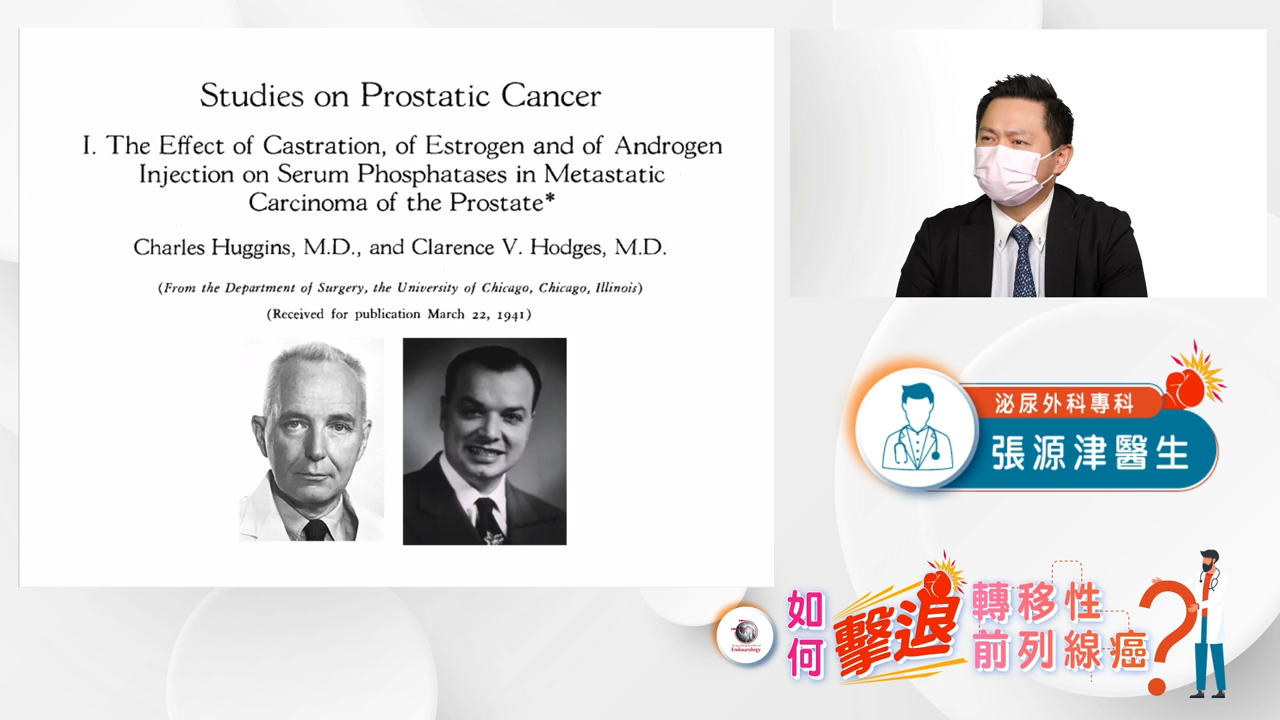 Studies on Prostatic Cancer
I. The Effect of Castration, of Estrogen and of Androgen
Injection on Serum Phosphatases in Metastatic
Carcinoma of the Prostate*
Charles Huggins, M.D., and Clarence V. Hodges, M.D.
(From the Department of Surgery, the University of Chicago, Chicago, Illinois)
(Received for publication March 22, 1941)
泌尿外科專科
張源津醫生
Endourology
如何
擊退
轉移性
前列線癌?